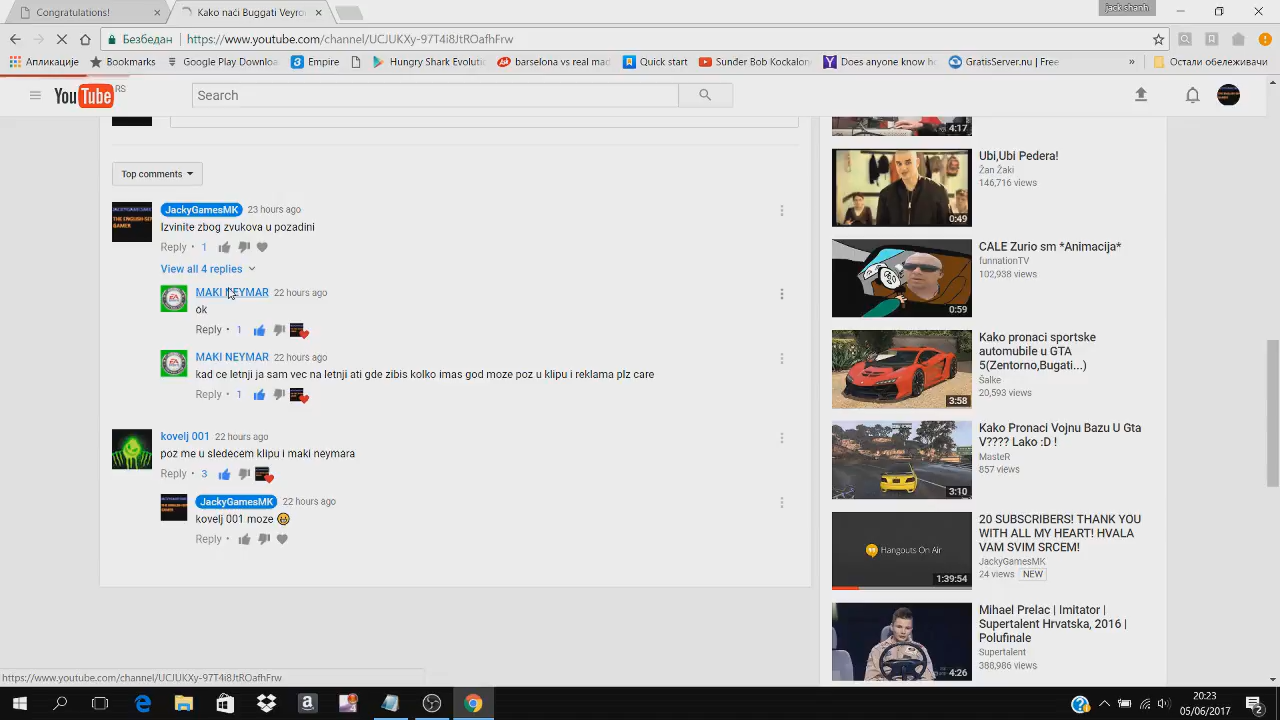 Congratulations!
Kako naći Buggati Veyro
jack shanh
Безбедан
https://www.youtube.com/channel/UCJUKXy-97T4i8JtROafhFrw
Апликације
Bookmarks
Google Play Downloa
Empire
Hungry Shark Evoluti
barselona vs real mad
Quick start
Sunder Bob Kockalon
Does anyone know h
GratisServer.nu | Free
»
Остали обележивачи
YouTube RS
Search
4:17
Top comments
Ubi,Ubi Pedera!
Žan Žaki
146,716 views
0:49
JackyGamesMK 23 hours ago
Izvinite zbog zvukova u pozadini
Reply · 1
View all 4 replies
MAKI NEYMAR 22 hours ago
ok
Reply · 1
CALE Zurio sm *Animacija*
funnationTV
102,938 views
0:59
MAKI NEYMAR 22 hours ago
kad ce letnji ja sam vec na letnji ati gde zibis kolko imas god moze poz u klipu i reklama plz care
Reply · 1
Kako pronaci sportske
automobile u GTA
5(Zentorno,Bugati...)
Šalke
20,593 views
3:58
kovelj 001 22 hours ago
poz me u sledecem klipu i maki neymara
Reply · 3
Kako Pronaci Vojnu Bazu U Gta
V???? Lako :D !
MasteR
857 views
3:10
JackyGamesMK 22 hours ago
kovelj 001 moze
Reply ·
20 SUBSCRIBERS! THANK YOU
WITH ALL MY HEART! HVALA
VAM SVIM SRCEM!
JackyGamesMK
24 views NEW
Hangouts On Air
1:39:54
Mihael Prelac | Imitator |
Supertalent Hrvatska, 2016 |
Polufinale
Supertalent
388,986 views
4:26
20:23
05/06/2017
2